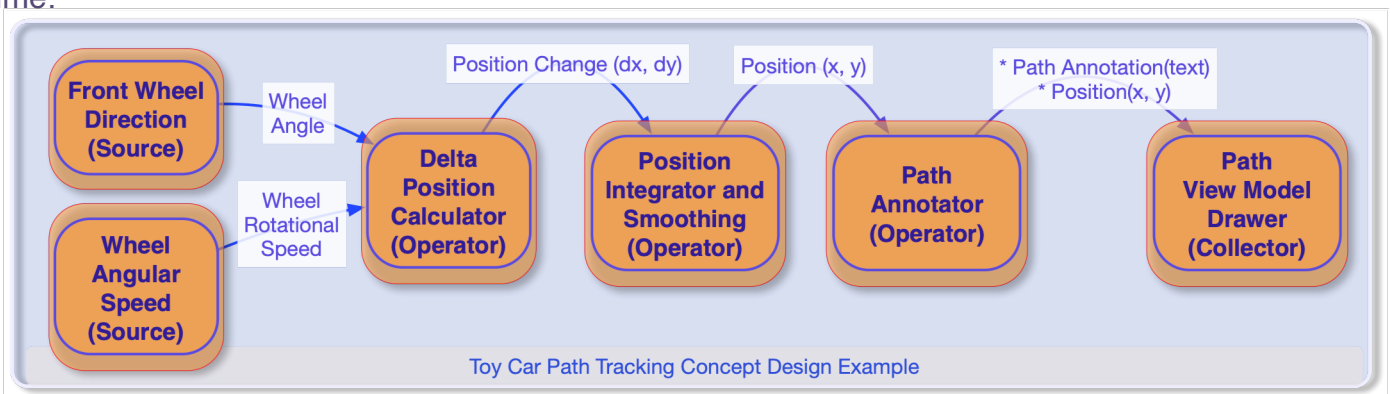 Front Wheel
Direction
(Source)
Wheel
Angle
Wheel
Angular
Speed
(Source)
Wheel
Rotational
Speed
Delta
Position
Calculator
(Operator)
Position Change (dx, dy)
Position
Integrator and
Smoothing
(Operator)
Position (x, y)
Path
Annotator
(Operator)
* Path Annotation(text)
* Position(x, y)
Path
View Model
Drawer
(Collector)
Toy Car Path Tracking Concept Design Example